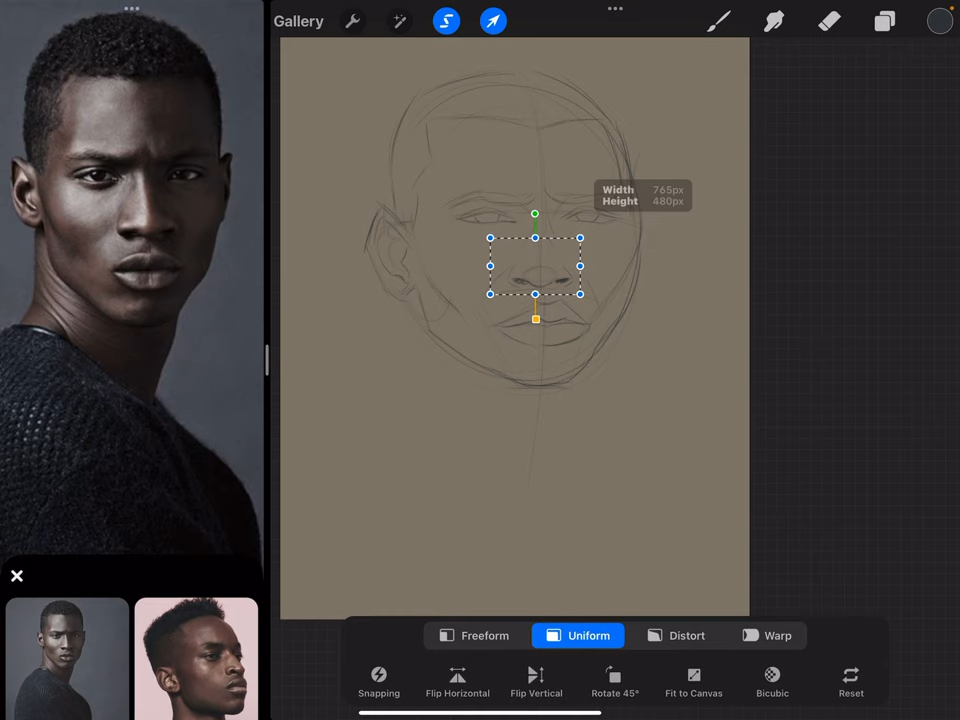 Gallery
Width 765px
Height 480px
Freeform Uniform Distort Warp
Snapping Flip Horizontal Flip Vertical Rotate 45° Fit to Canvas Bicubic Reset